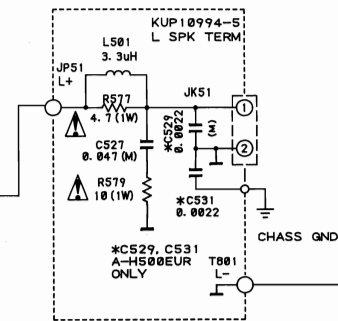 KUP10994-5
L SPK TERM
L501
3.3uH
JP51
L+
R577
4.7(1W)
JK51
1
*C529
0.0022
(M)
C527
0.047(M)
2
R579
10(1W)
*C531
0.0022
CHASS GND
*C529, C531
A-H500EUR
ONLY
T801
L-